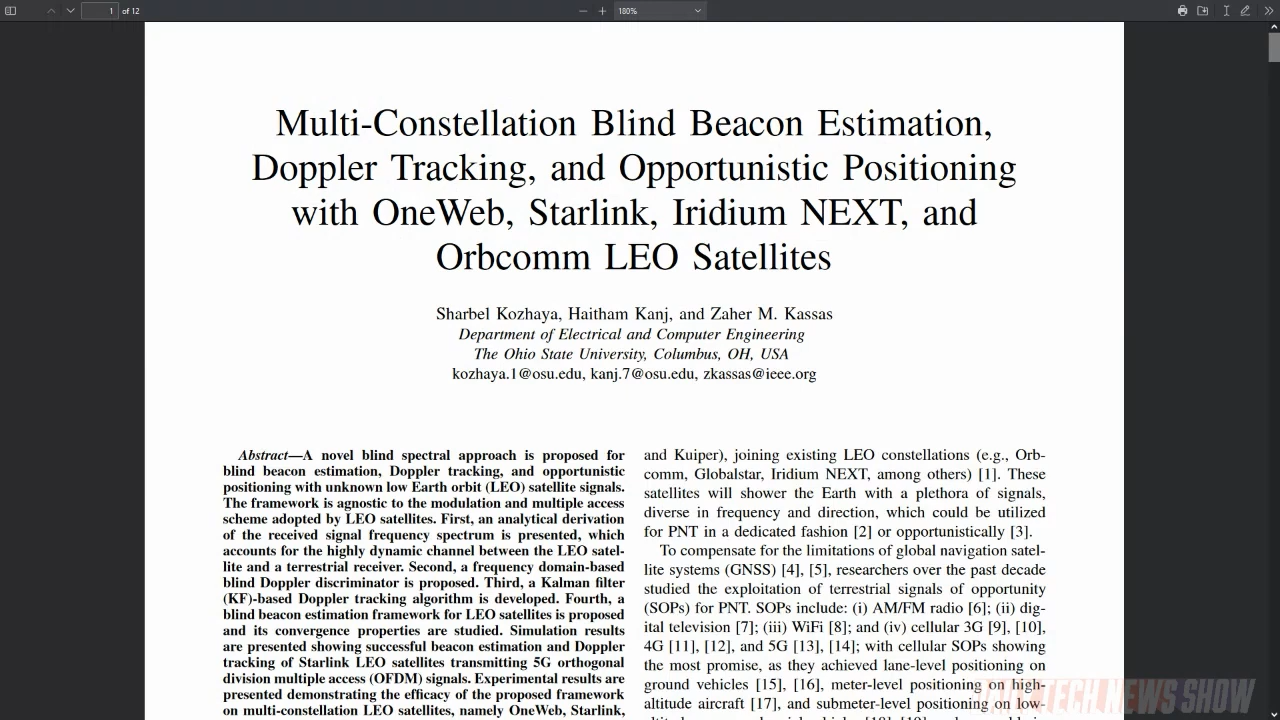 1 of 12
180%
Multi-Constellation Blind Beacon Estimation,
Doppler Tracking, and Opportunistic Positioning
with OneWeb, Starlink, Iridium NEXT, and
Orbcomm LEO Satellites
Sharbel Kozhaya, Haitham Kanj, and Zaher M. Kassas
Department of Electrical and Computer Engineering
The Ohio State University, Columbus, OH, USA
kozhaya.1@osu.edu, kanj.7@osu.edu, zkassas@ieee.org
Abstract—A novel blind spectral approach is proposed for
blind beacon estimation, Doppler tracking, and opportunistic
positioning with unknown low Earth orbit (LEO) satellite signals.
The framework is agnostic to the modulation and multiple access
scheme adopted by LEO satellites. First, an analytical derivation
of the received signal frequency spectrum is presented, which
accounts for the highly dynamic channel between the LEO satel-
lite and a terrestrial receiver. Second, a frequency domain-based
blind Doppler discriminator is proposed. Third, a Kalman filter
(KF)-based Doppler tracking algorithm is developed. Fourth, a
blind beacon estimation framework for LEO satellites is proposed
and its convergence properties are studied. Simulation results
are presented showing successful beacon estimation and Doppler
tracking of Starlink LEO satellites transmitting 5G orthogonal
division multiple access (OFDM) signals. Experimental results are
presented demonstrating the efficacy of the proposed framework
on multi-constellation LEO satellites, namely OneWeb, Starlink,
and Kuiper), joining existing LEO constellations (e.g., Orb-
comm, Globalstar, Iridium NEXT, among others) [1]. These
satellites will shower the Earth with a plethora of signals,
diverse in frequency and direction, which could be utilized
for PNT in a dedicated fashion [2] or opportunistically [3].
To compensate for the limitations of global navigation satel-
lite systems (GNSS) [4], [5], researchers over the past decade
studied the exploitation of terrestrial signals of opportunity
(SOPs) for PNT. SOPs include: (i) AM/FM radio [6]; (ii) dig-
ital television [7]; (iii) WiFi [8]; and (iv) cellular 3G [9], [10],
4G [11], [12], and 5G [13], [14]; with cellular SOPs showing
the most promise, as they achieved lane-level positioning on
ground vehicles [15], [16], meter-level positioning on high-
altitude aircraft [17], and submeter-level positioning on low-
TECH NEWS SHOW